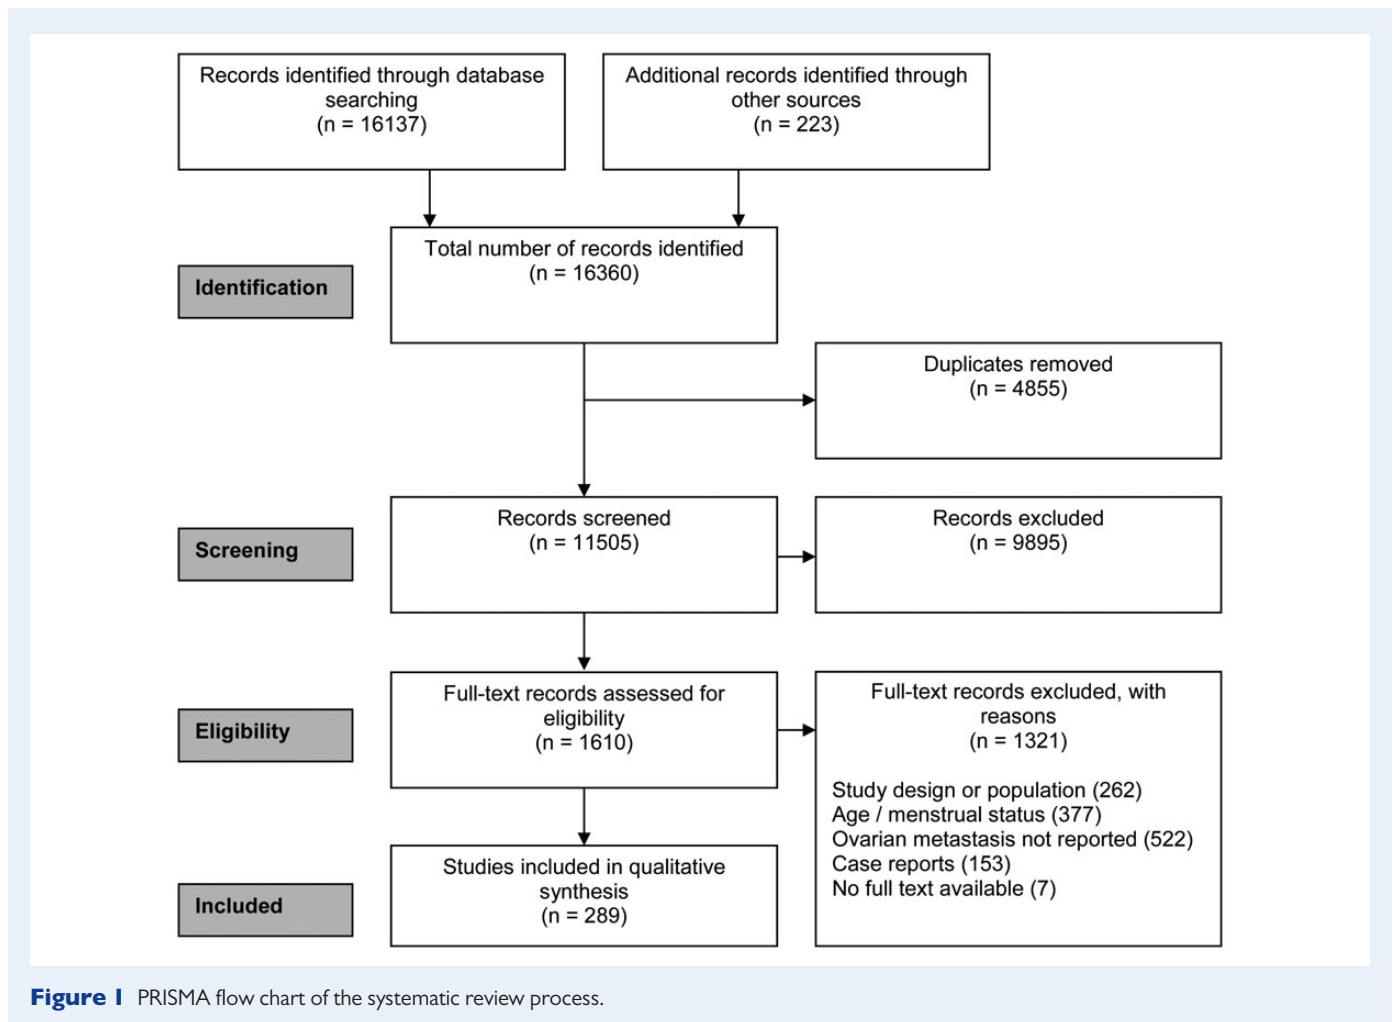 Records identified through database
searching
(n = 16137)
Additional records identified through
other sources
(n = 223)
Total number of records identified
(n = 16360)
Identification
Duplicates removed
(n = 4855)
Records screened
(n = 11505)
Records excluded
(n = 9895)
Screening
Full-text records assessed for
eligibility
(n = 1610)
Full-text records excluded, with
reasons
(n = 1321)
Study design or population (262)
Age / menstrual status (377)
Ovarian metastasis not reported (522)
Case reports (153)
No full text available (7)
Eligibility
Studies included in qualitative
synthesis
(n = 289)
Included
Figure 1 PRISMA flow chart of the systematic review process.